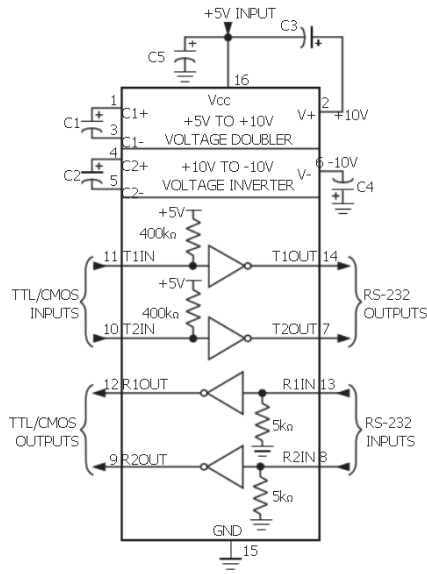 +5V INPUT
C3
C5
+
+
16
1
Vcc
2
C1
+
C1+
+5V TO +10V
V+
+10V
3
C1-
VOLTAGE DOUBLER
4
C2
+
C2+
+10V TO -10V
6
-10V
5
C2-
VOLTAGE INVERTER
V-
+
C4
+5V
400kΩ
11
T1IN
T1OUT
14
+5V
TTL/CMOS
INPUTS
400kΩ
RS-232
OUTPUTS
10
T2IN
T2OUT
7
12
R1OUT
R1IN
13
TTL/CMOS
OUTPUTS
5kΩ
RS-232
INPUTS
9
R2OUT
R2IN
8
5kΩ
GND
15